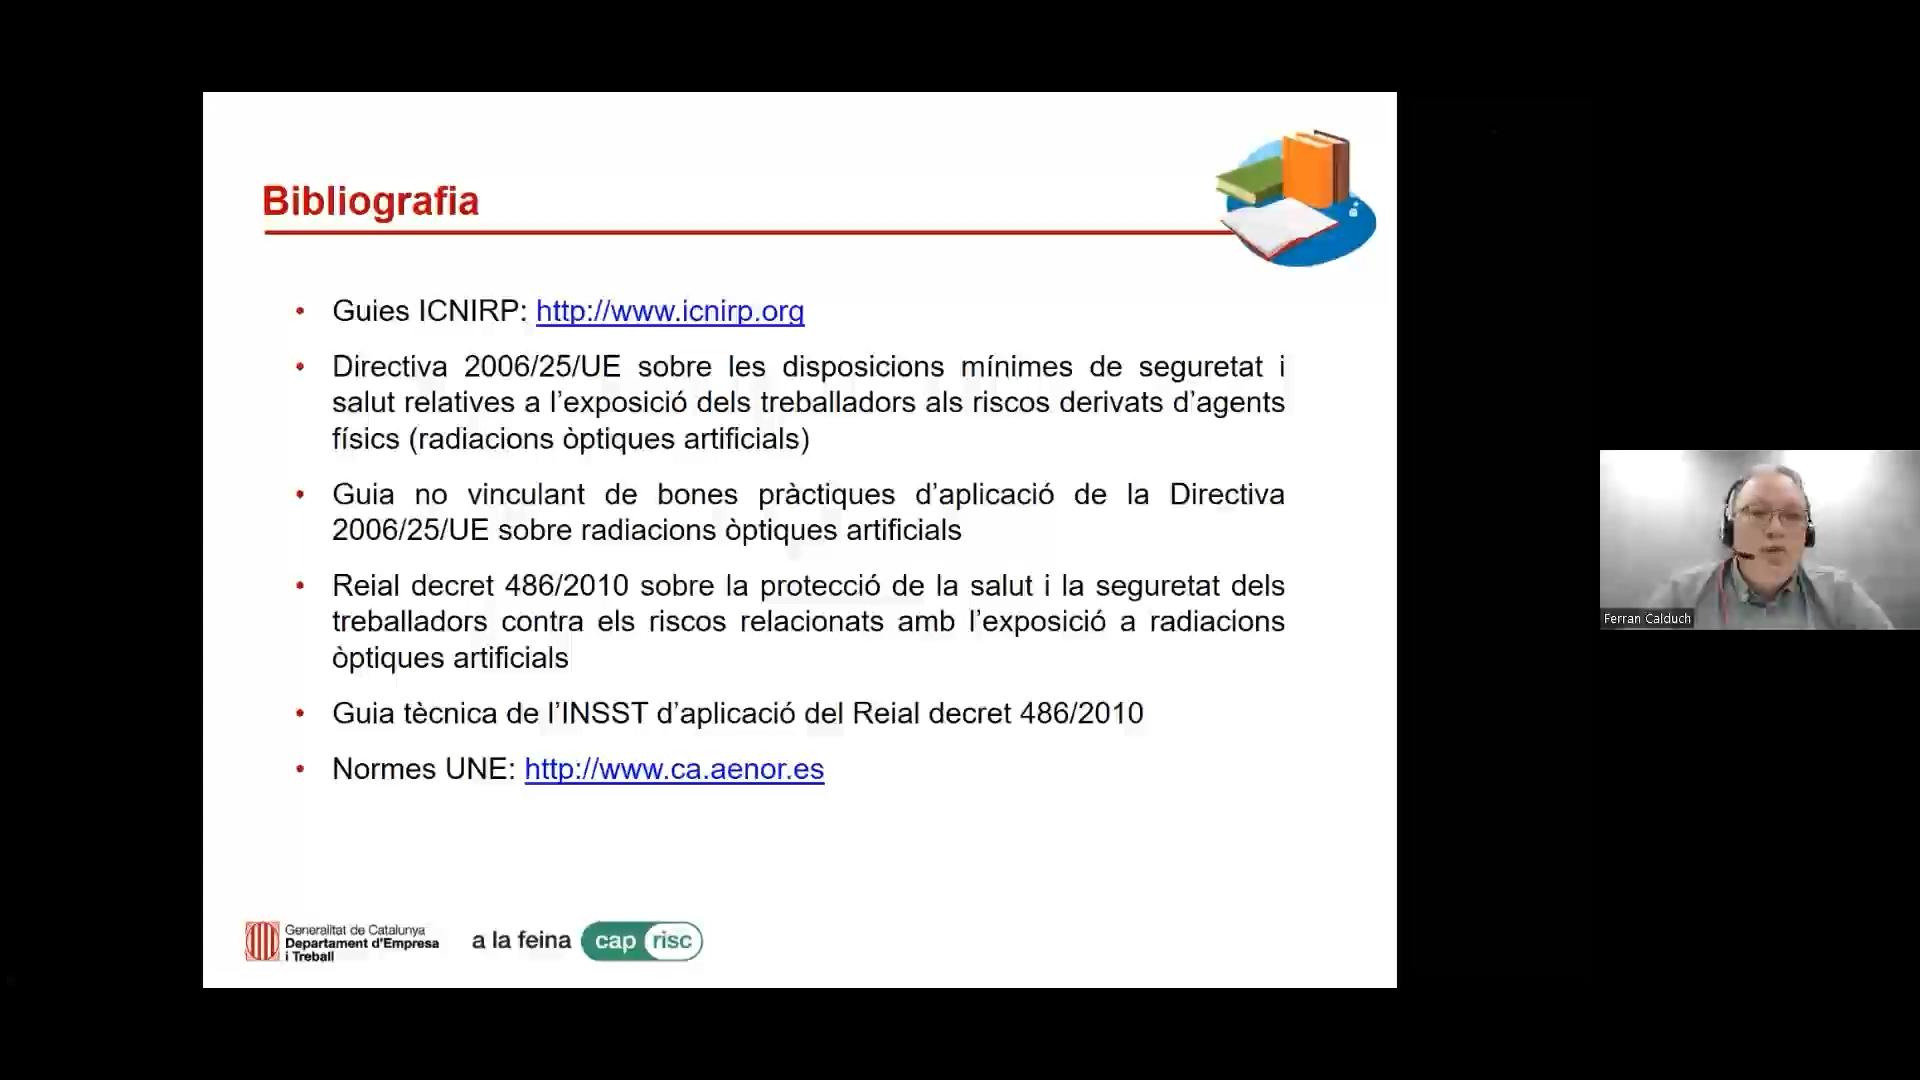 Bibliografia
• Guies ICNIRP: http://www.icnirp.org
• Directiva 2006/25/UE sobre les disposicions mínimes de seguretat i
salut relatives a l’exposició dels treballadors als riscos derivats d’agents
físics (radiacions òptiques artificials)
• Guia no vinculant de bones pràctiques d’aplicació de la Directiva
2006/25/UE sobre radiacions òptiques artificials
• Reial decret 486/2010 sobre la protecció de la salut i la seguretat dels
treballadors contra els riscos relacionats amb l’exposició a radiacions
òptiques artificials
• Guia tècnica de l’INSST d’aplicació del Reial decret 486/2010
• Normes UNE: http://www.ca.aenor.es
Generalitat de Catalunya
Departament d’Empresa
i Treball
a la feina cap risc
Ferran Calduch